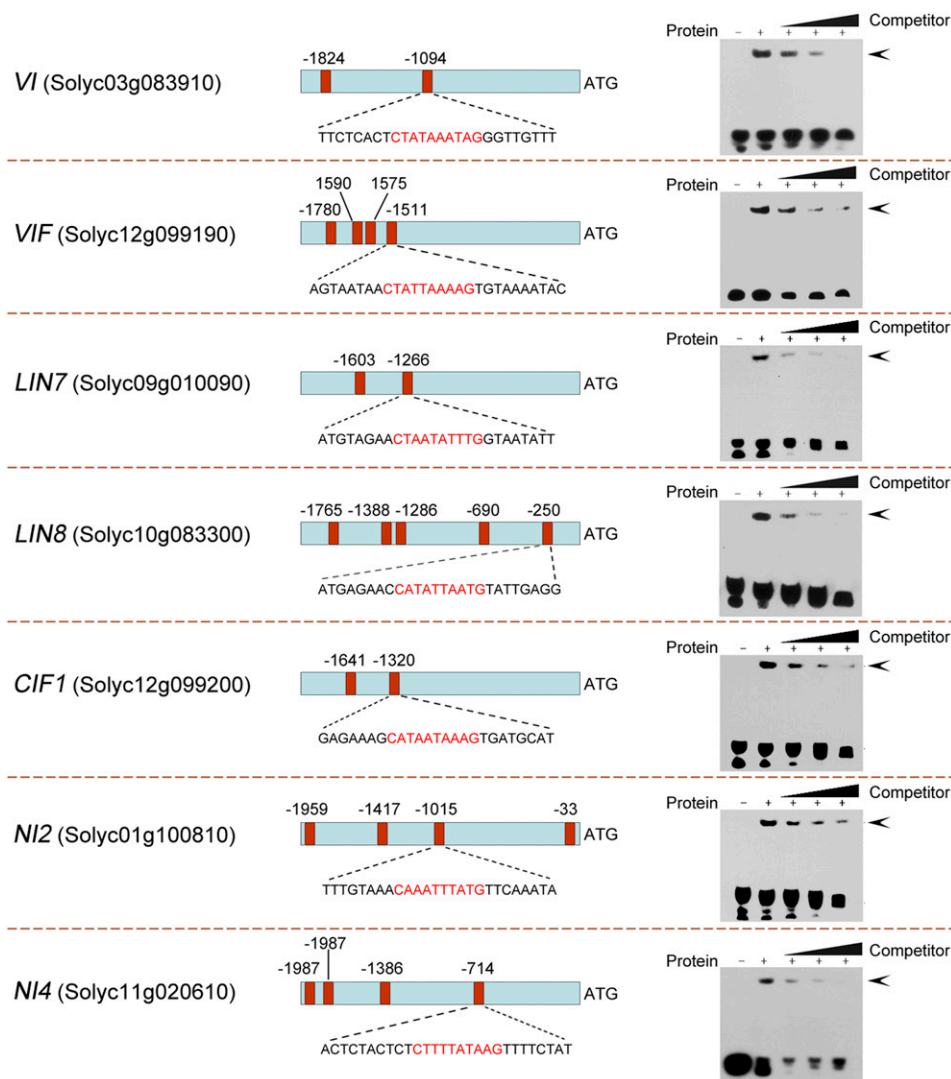 Protein - + + + + Competitor
-1824 -1094
VI (Solyc03g083910) ATG
TTCTCACTCTATAAATAGGGTTGTTT
Protein - + + + + Competitor
1590 1575
-1780 -1511
VIF (Solyc12g099190) ATG
AGTAATAACTATTAAAAGTGTAAAATAC
Protein - + + + + Competitor
-1603 -1266
LIN7 (Solyc09g010090) ATG
ATGTAGAACTAATATTTGGTAATATT
Protein - + + + + Competitor
-1765 -1388 -1286 -690 -250
LIN8 (Solyc10g083300) ATG
ATGAGAACCATATTAATGTATTGAGG
Protein - + + + + Competitor
-1641 -1320
CIF1 (Solyc12g099200) ATG
GAGAAAGCATAATAAAGTGATGCAT
Protein - + + + + Competitor
-1959 -1417 -1015 -33
NI2 (Solyc01g100810) ATG
TTTGTAAACAAATTTATGTTCAAATA
Protein - + + + + Competitor
-1987
-1987 -1386 -714
NI4 (Solyc11g020610) ATG
ACTCTACTCTCTTTTATAAGTTTTCTAT